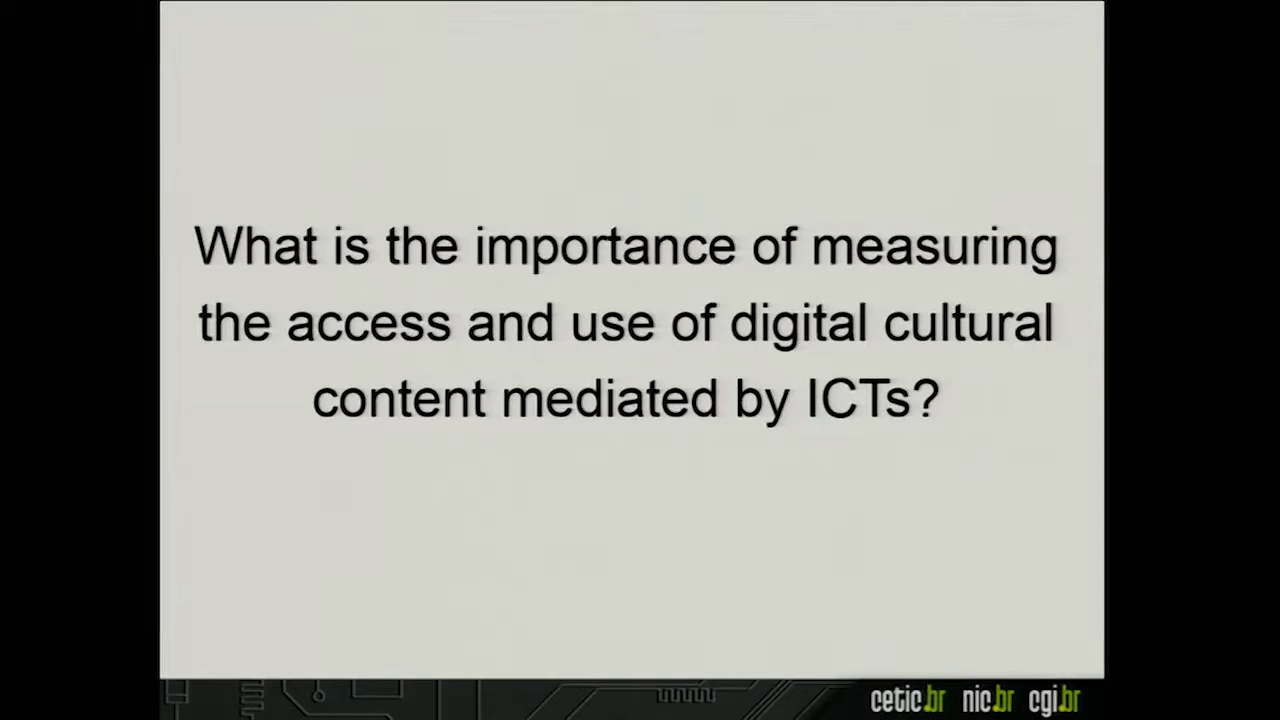 What is the importance of measuring
the access and use of digital cultural
content mediated by ICTs?
cetic.br nic.br cgi.br